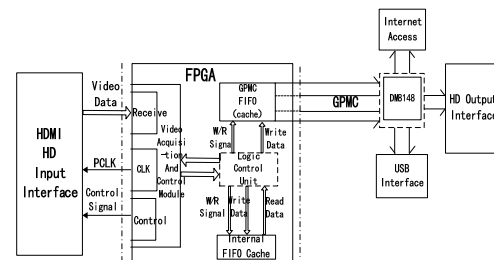 Internet
Access
FPGA
Video
Data
GPMC
FIFO
(cache)
GPMC
DM8148
HD Output
Interface
Receive
Video
Acquisi
-tion
And
Control
Module
HDMI
HD
Input
Interface
W/R
Signal
Write
Data
PCLK
CLK
Logic
Control
Unit
USB
Interface
Control
Signal
Control
W/R
Signal
Write
Data
Read
Data
Internal
FIFO Cache